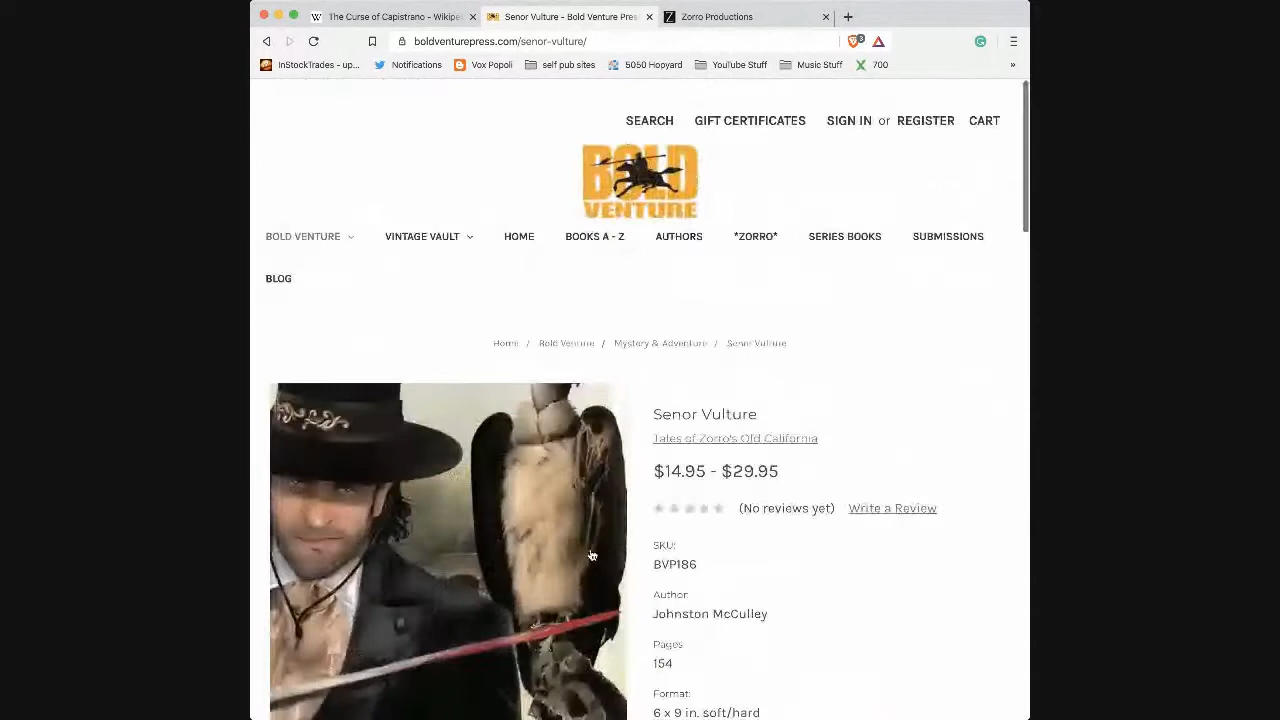 The Curse of Capistrano - Wikipe
Senor Vulture - Bold Venture Pres
Zorro Productions
boldventurepress.com/senor-vulture/
3
InStockTrades - up...
Notifications
Vox Popoli
self pub sites
5050 Hopyard
YouTube Stuff
Music Stuff
700
»
SEARCH
GIFT CERTIFICATES
SIGN IN or REGISTER
CART
BOLD
VENTURE
BOLD VENTURE
VINTAGE VAULT
HOME
BOOKS A - Z
AUTHORS
*ZORRO*
SERIES BOOKS
SUBMISSIONS
BLOG
Home / Bold Venture / Mystery & Adventure / Senor Vulture
Senor Vulture
Tales of Zorro's Old California
$14.95 - $29.95
(No reviews yet) Write a Review
SKU:
BVP186
Author:
Johnston McCulley
Pages:
154
Format:
6 x 9 in. soft/hard